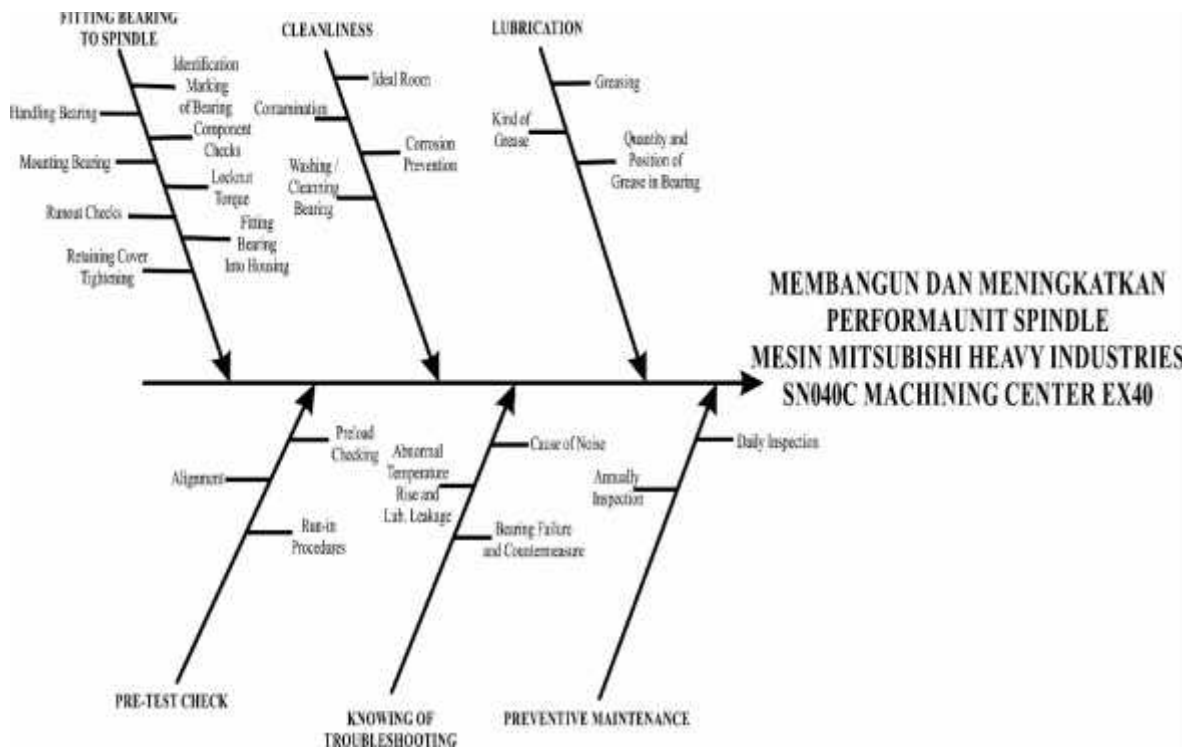 FITTING BEARING
TO SPINDLE
CLEANLINESS
LUBRICATION
Identification
Marking
of Bearing
Handling Bearing
Component
Checks
Mounting Bearing
Locknut
Torque
Runout Checks
Fitting
Bearing
Into Housing
Retaining Cover
Tightening
Ideal Room
Contamination
Corrosion
Prevention
Washing /
Cleanning
Bearing
Greasing
Kind of
Grease
Quantity and
Position of
Grease in Bearing
MEMBANGUN DAN MENINGKATKAN
PERFORMAUNIT SPINDLE
MESIN MITSUBISHI HEAVY INDUSTRIES
SN040C MACHINING CENTER EX40
Preload
Checking
Alignment
Run-in
Procedures
Cause of Noise
Abnormal
Temperature
Rise and
Lub. Leakage
Bearing Failure
and Countermeasure
Daily Inspection
Annually
Inspection
PRE-TEST CHECK
KNOWING OF
TROUBLESHOOTING
PREVENTIVE MAINTENANCE